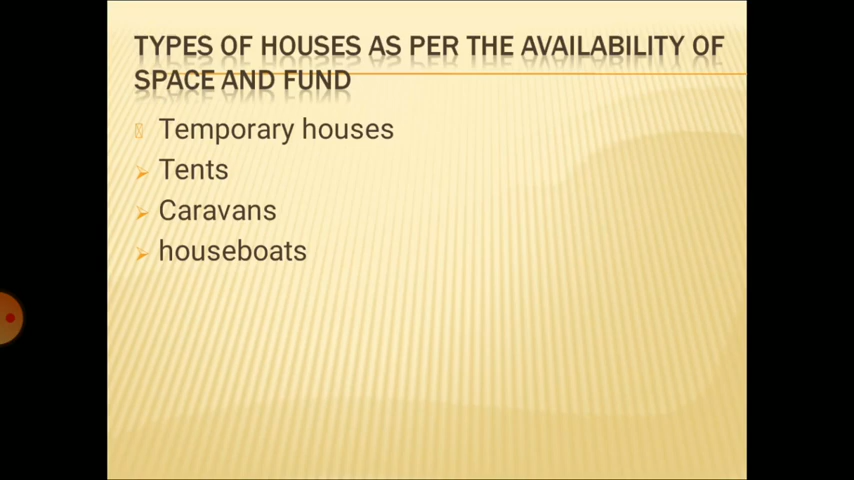 TYPES OF HOUSES AS PER THE AVAILABILITY OF
SPACE AND FUND
Temporary houses
Tents
Caravans
houseboats